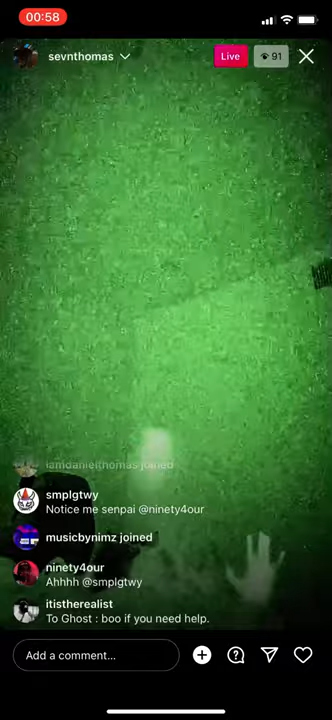 00:58
sevnthomas
Live
91
iamdanielthomas joined
smplgtwy
Notice me senpai @ninety4our
musicbynimz joined
ninety4our
Ahhhh @smplgtwy
itistherealist
To Ghost : boo if you need help.
Add a comment...